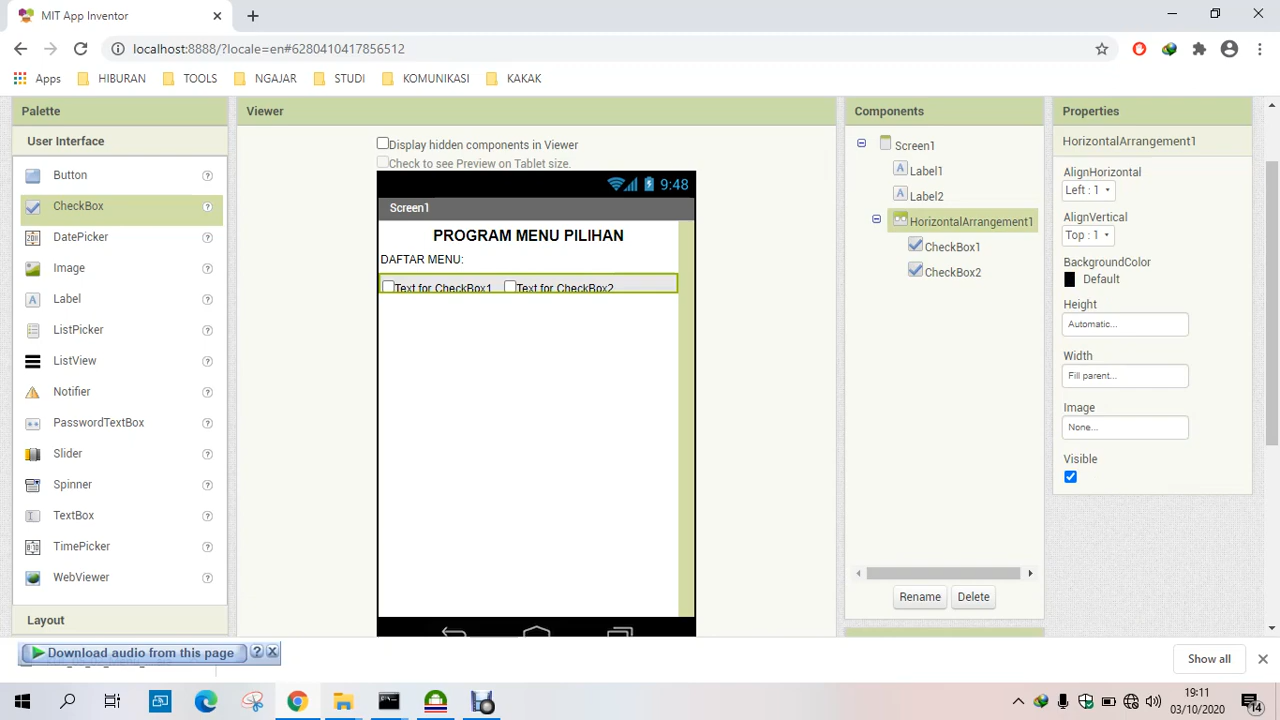 MIT App Inventor
localhost:8888/?locale=en#6280410417856512
Apps HIBURAN TOOLS NGAJAR STUDI KOMUNIKASI KAKAK
Palette
User Interface
Button ?
CheckBox ?
DatePicker ?
Image ?
Label ?
ListPicker ?
ListView ?
Notifier ?
PasswordTextBox ?
Slider ?
Spinner ?
TextBox ?
TimePicker ?
WebViewer ?
Layout
Viewer
Display hidden components in Viewer
Check to see Preview on Tablet size.
9:48
Screen1
PROGRAM MENU PILIHAN
DAFTAR MENU:
Text for CheckBox1 Text for CheckBox2
Components
Screen1
A Label1
A Label2
HorizontalArrangement1
CheckBox1
CheckBox2
Rename Delete
Properties
HorizontalArrangement1
AlignHorizontal
Left : 1
AlignVertical
Top : 1
BackgroundColor
Default
Height
Automatic...
Width
Fill parent...
Image
None...
Visible
Download audio from this page ?
Show all
19:11
03/10/2020
14